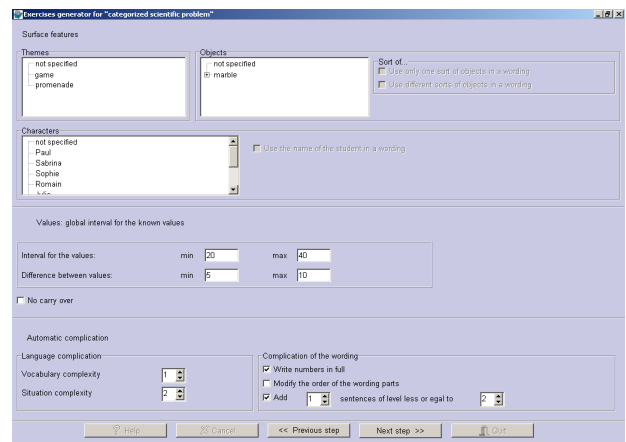 Exercises generator for "categorized scientific problem"
Surface features
Themes
not specified
game
promenade
Objects
not specified
marble
Sort of...
Use only one sort of objects in a wording
Use different sorts of objects in a wording
Characters
not specified
Paul
Sabrina
Sophie
Romain
Use the name of the student in a wording
Values: global interval for the known values
Interval for the values: min 20 max 40
Difference between values: min 5 max 10
No carry over
Automatic complication
Language complication
Vocabulary complexity 1
Situation complexity 2
Complication of the wording
Write numbers in full
Modify the order of the wording parts
Add 1 sentences of level less or egal to 2
? Help Cancel << Previous step Next step >> Quit